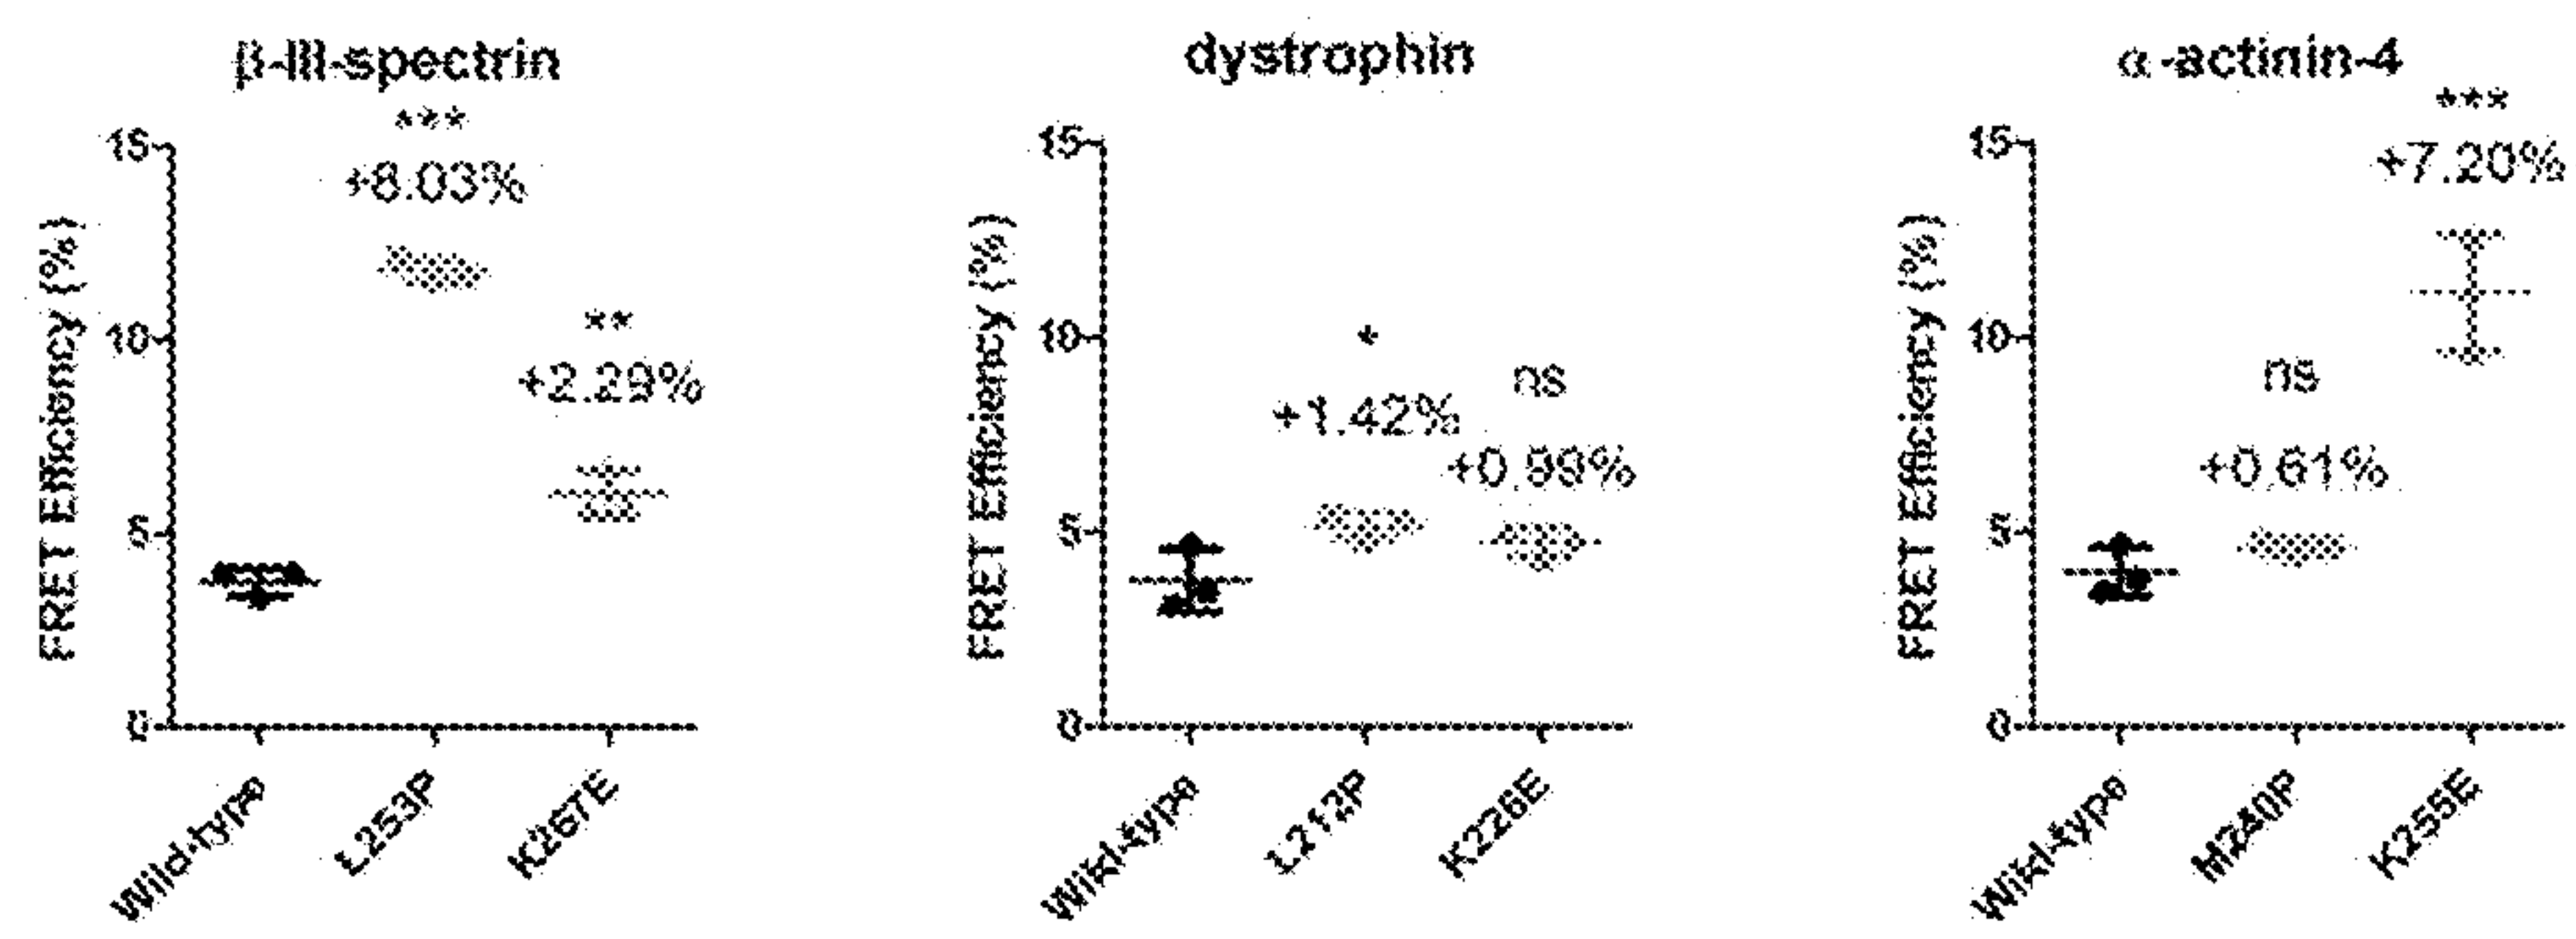 β-III-spectrin
***
+8.03%
**
+2.29%
FRET Efficiency (%)
15
10
5
0
Wild-type
L253P
K267E
dystrophin
*
+1.42%
ns
+0.99%
FRET Efficiency (%)
15
10
5
0
Wild-type
L212P
K226E
α-actinin-4
***
+7.20%
ns
+0.61%
FRET Efficiency (%)
15
10
5
0
Wild-type
M240P
K255E